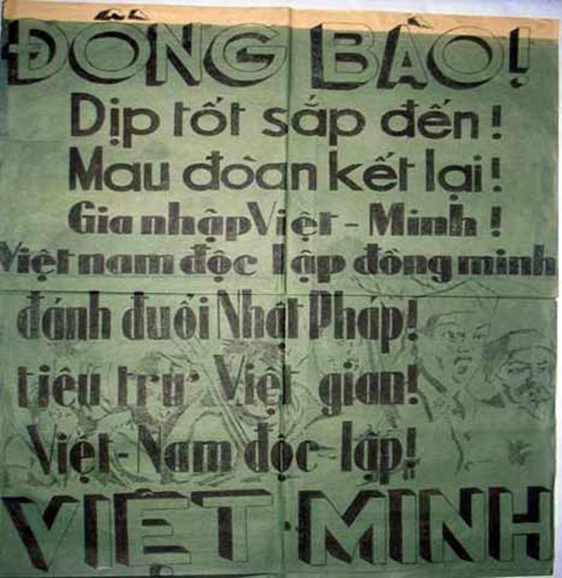 ĐỒNG BÀO!
Dịp tốt sắp đến!
Mau đoàn kết lại!
Gia nhập Việt - Minh!
Việt nam độc lập đồng minh
đánh đuổi Nhật Pháp!
tiêu trừ Việt gian!
Việt-Nam độc-lập!
VIỆT MINH